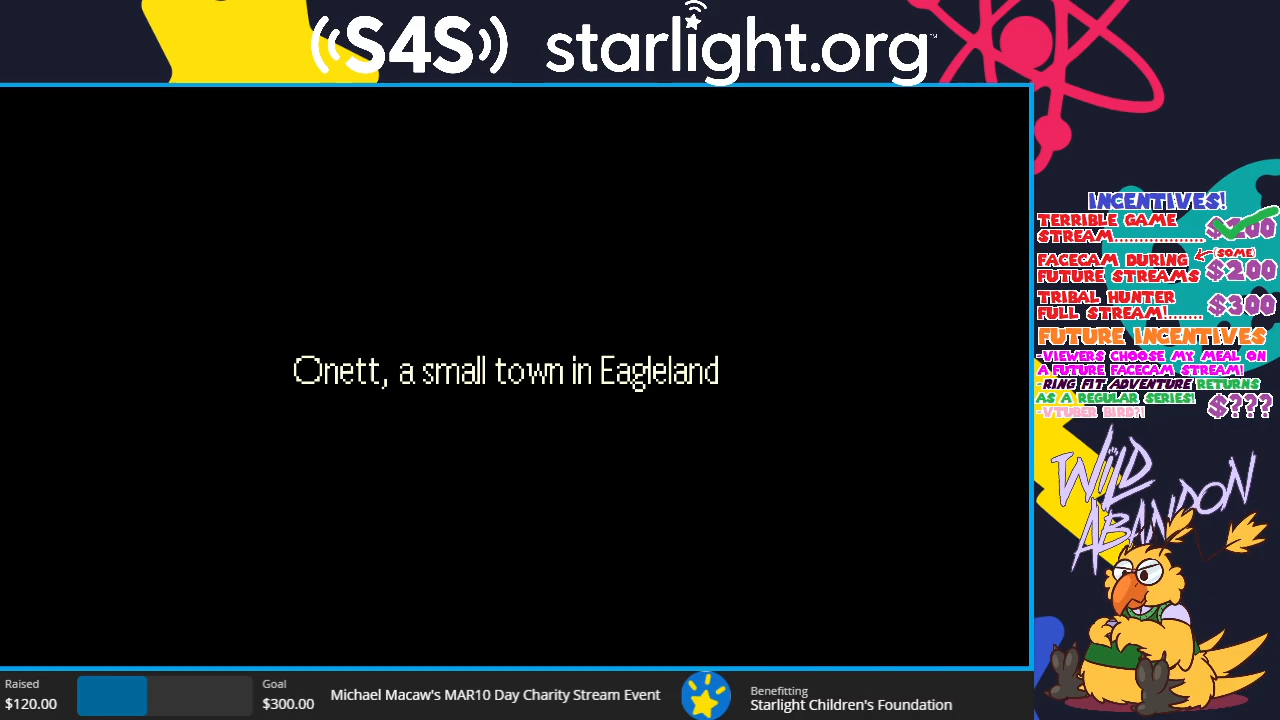 ((S4S)) starlight.org™
Onett, a small town in Eagleland
INCENTIVES!
TERRIBLE GAME
STREAM.................. $200
FACECAM DURING (SOME)
FUTURE STREAMS $200
TRIBAL HUNTER
FULL STREAM!....... $300
FUTURE INCENTIVES
-VIEWERS CHOOSE MY MEAL ON
A FUTURE FACECAM STREAM!
-RING FIT ADVENTURE RETURNS
AS A REGULAR SERIES!
-VTUBER BIRD?! $???
WILD
ABANDON
Raised
$120.00
Goal
$300.00
Michael Macaw's MAR10 Day Charity Stream Event
Benefitting
Starlight Children's Foundation